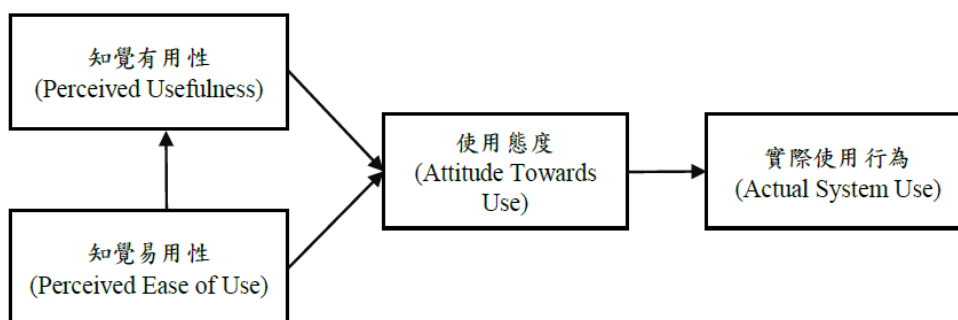 知覺有用性
(Perceived Usefulness)
知覺易用性
(Perceived Ease of Use)
使用態度
(Attitude Towards
Use)
實際使用行為
(Actual System Use)